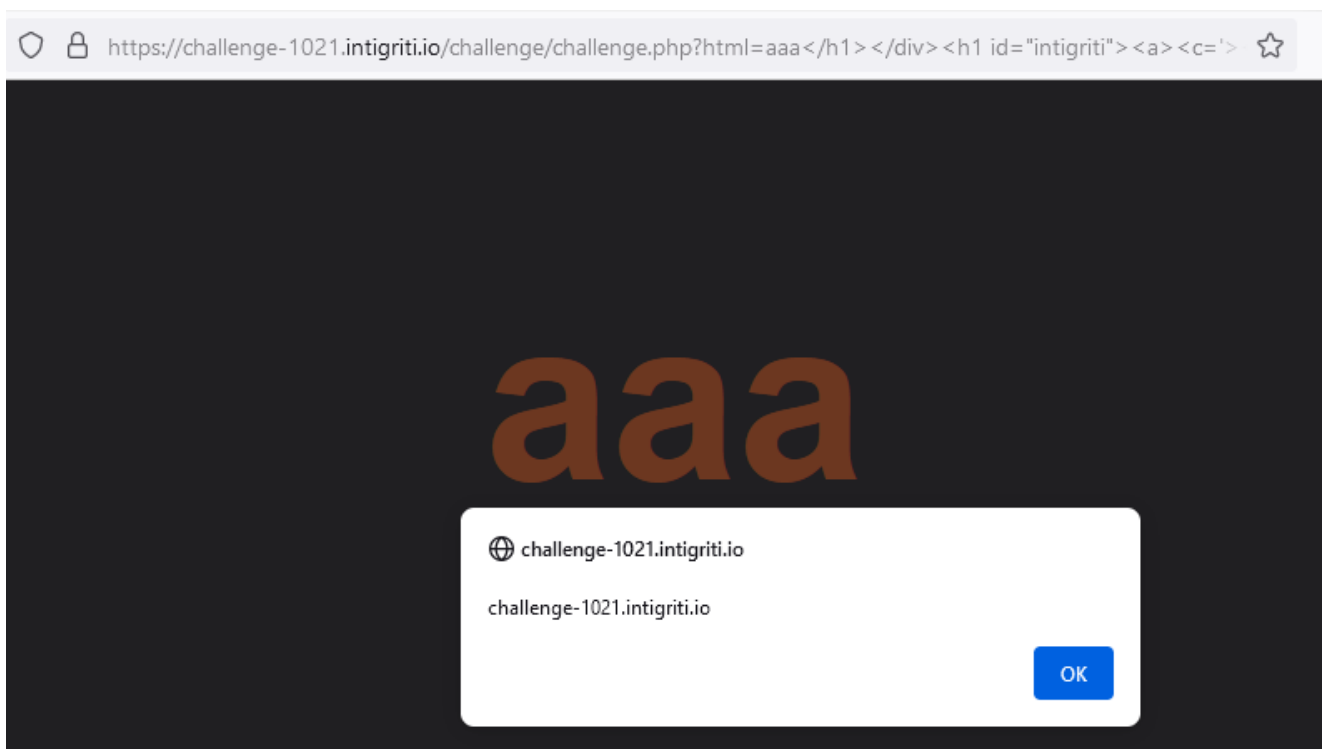 https://challenge-1021.intigriti.io/challenge/challenge.php?html=aaa</h1></div><h1 id="intigriti"><a><c='>
aaa
challenge-1021.intigriti.io
challenge-1021.intigriti.io
OK